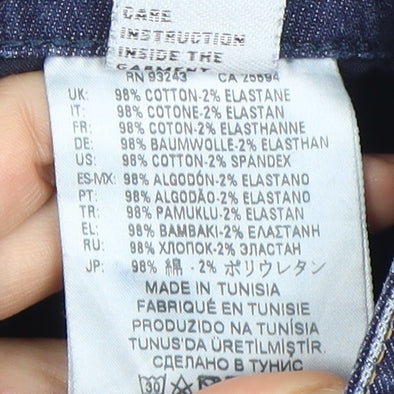 CARE
INSTRUCTION
INSIDE THE
GARMENT
RN 93243 CA 25594
UK: 98% COTTON-2% ELASTANE
IT: 98% COTONE-2% ELASTAN
FR: 98% COTON-2% ELASTHANNE
DE: 98% BAUMWOLLE-2% ELASTHAN
US: 98% COTTON-2% SPANDEX
ES-MX: 98% ALGODÓN-2% ELASTANO
PT: 98% ALGODÃO-2% ELASTANO
TR: 98% PAMUKLU-2% ELASTANO
EL: 98% BAMBAKI-2% ΕΛΑΣΤΑΝΗ
RU: 98% ХЛОПОК-2% ЭЛАСТАН
JP: 98% 綿 -2% ポリウレタン
MADE IN TUNISIA
FABRIQUÉ EN TUNISIE
PRODUZIDO NA TUNÍSIA
TUNUS'DA ÜRETİLMİŞTİR.
СДЕЛАНО В ТУНИС
30